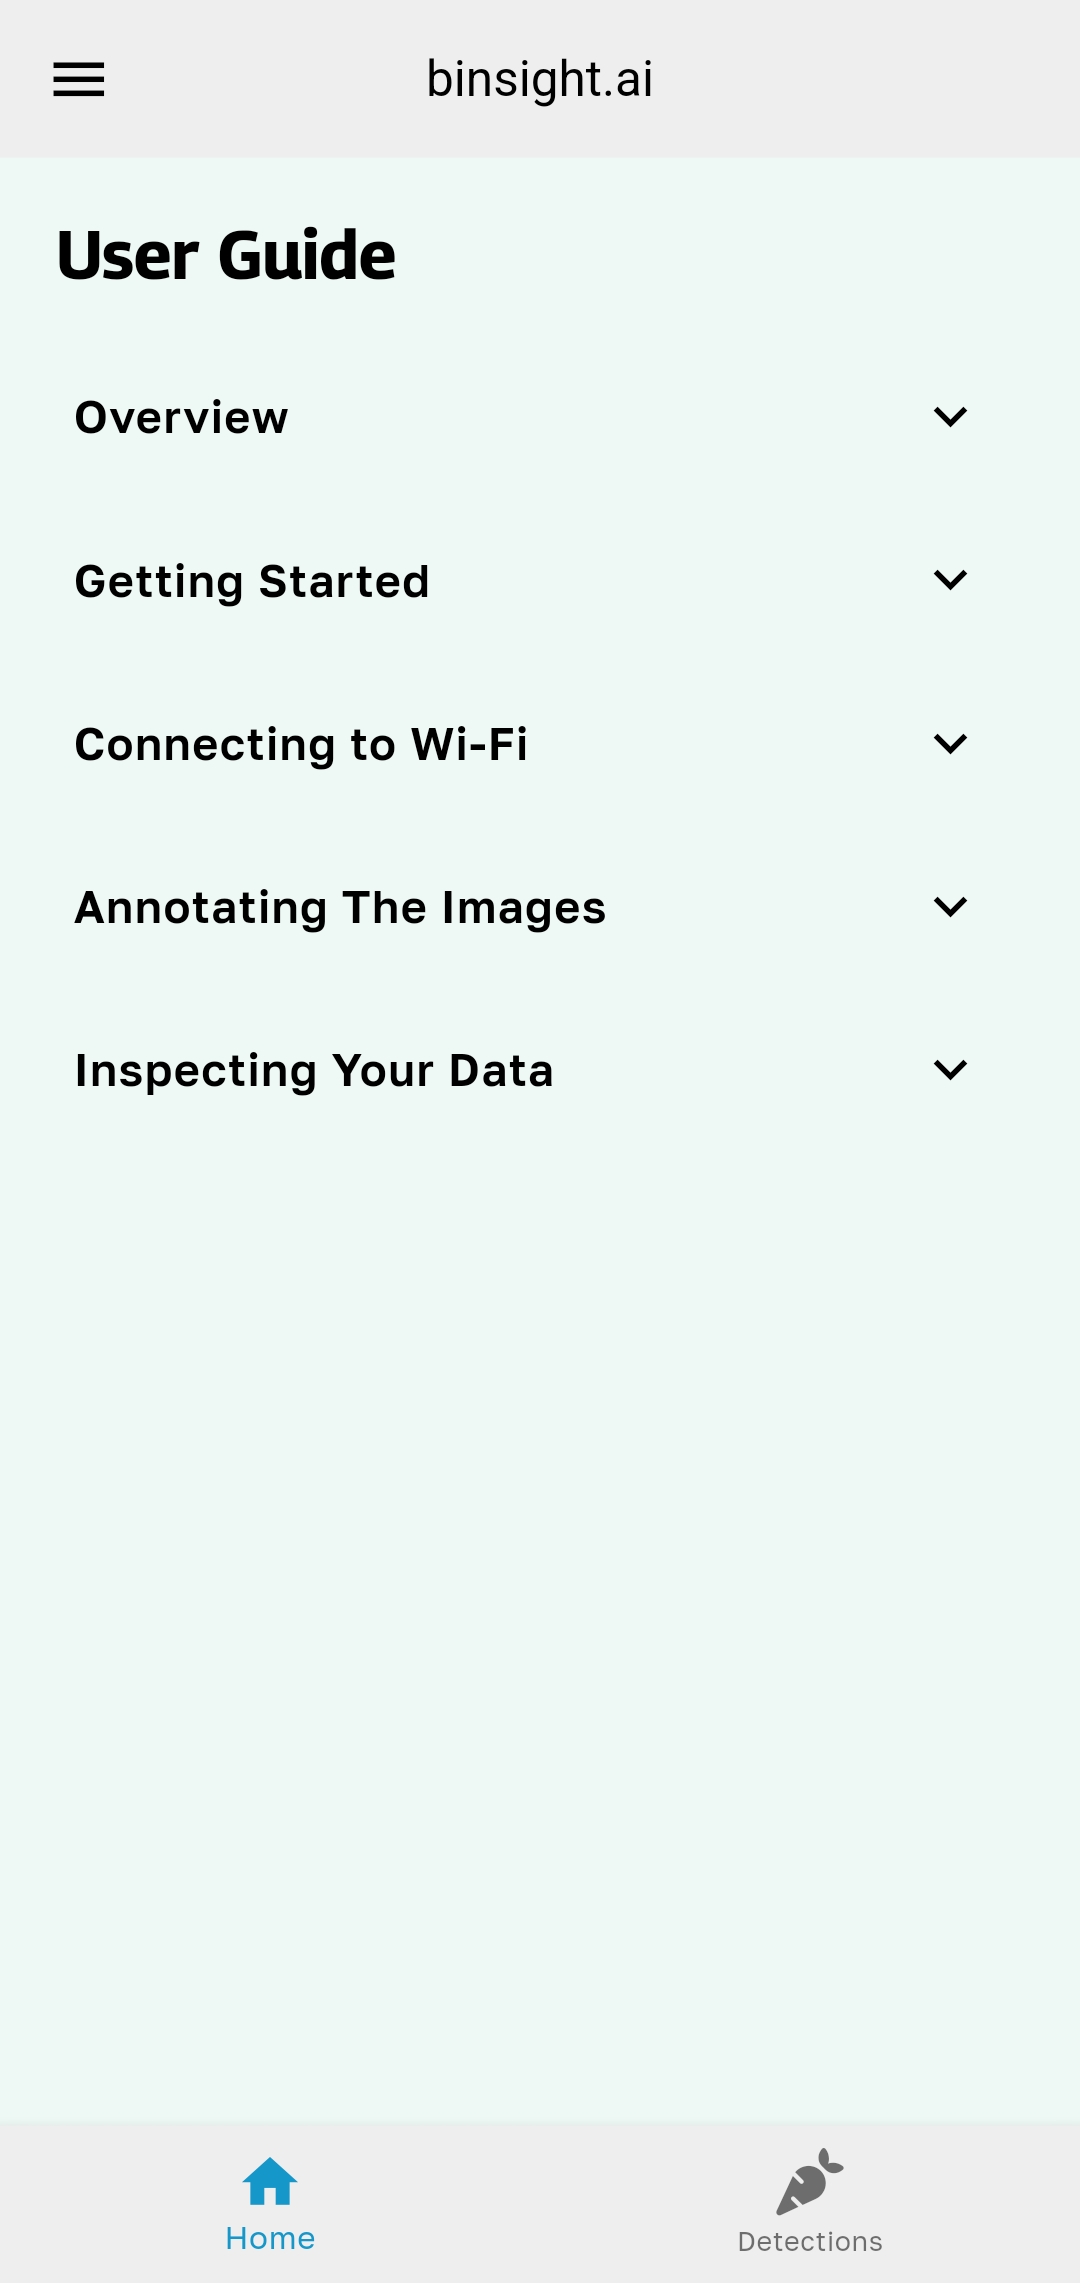 binsight.ai
User Guide
Overview
Getting Started
Connecting to Wi-Fi
Annotating The Images
Inspecting Your Data
Home
Detections